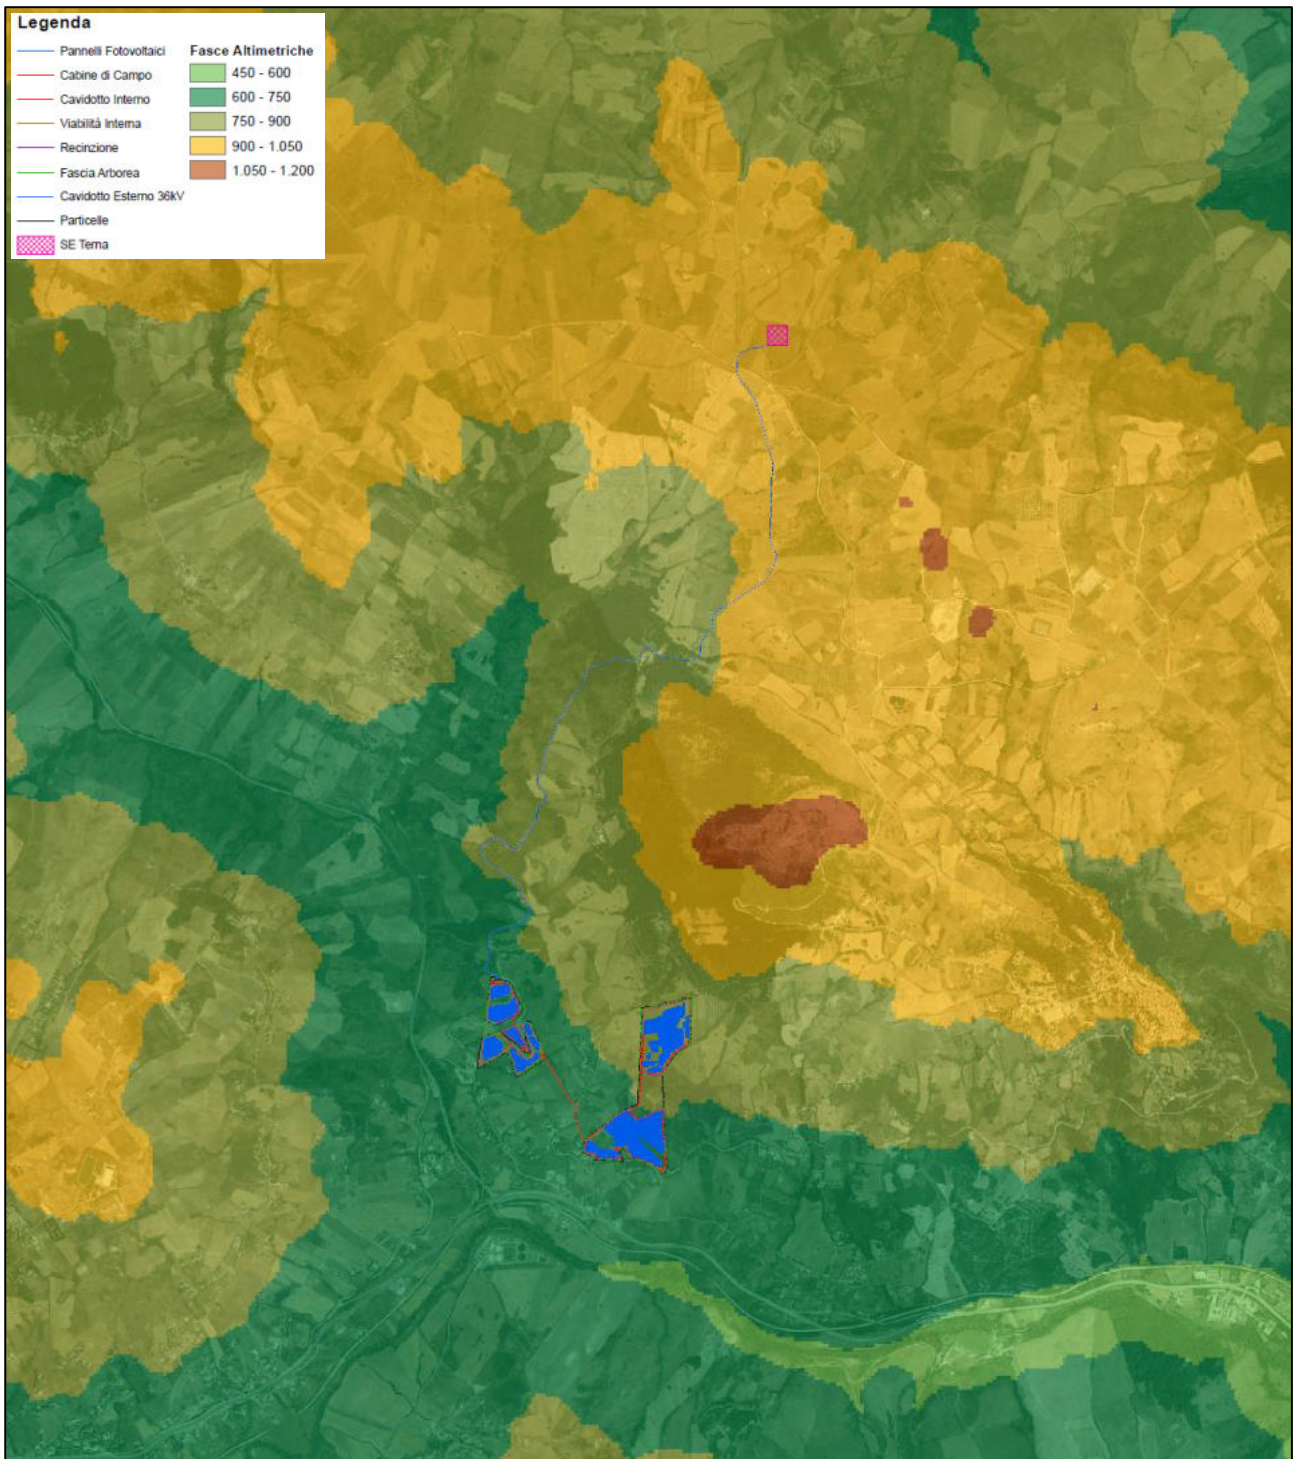 Legenda
Pannelli Fotovoltaici
Cabine di Campo
Cavidotto Interno
Viabilità Interna
Recinzione
Fascia Arborea
Cavidotto Esterno 36kV
Particelle
SE Terna
Fasce Altimetriche
450 - 600
600 - 750
750 - 900
900 - 1.050
1.050 - 1.200